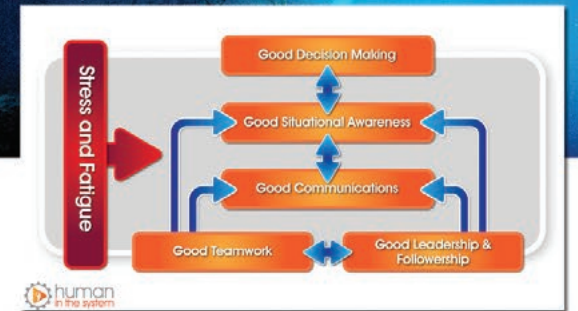 Stress and Fatigue
Good Decision Making
Good Situational Awareness
Good Communications
Good Teamwork
Good Leadership &
Followership
human
in the system